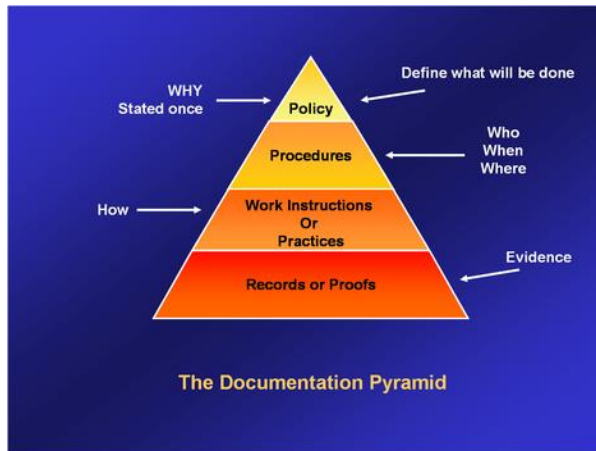 Define what will be done
WHY
Stated once
Policy
Who
When
Where
Procedures
How
Work Instructions
Or
Practices
Evidence
Records or Proofs
The Documentation Pyramid